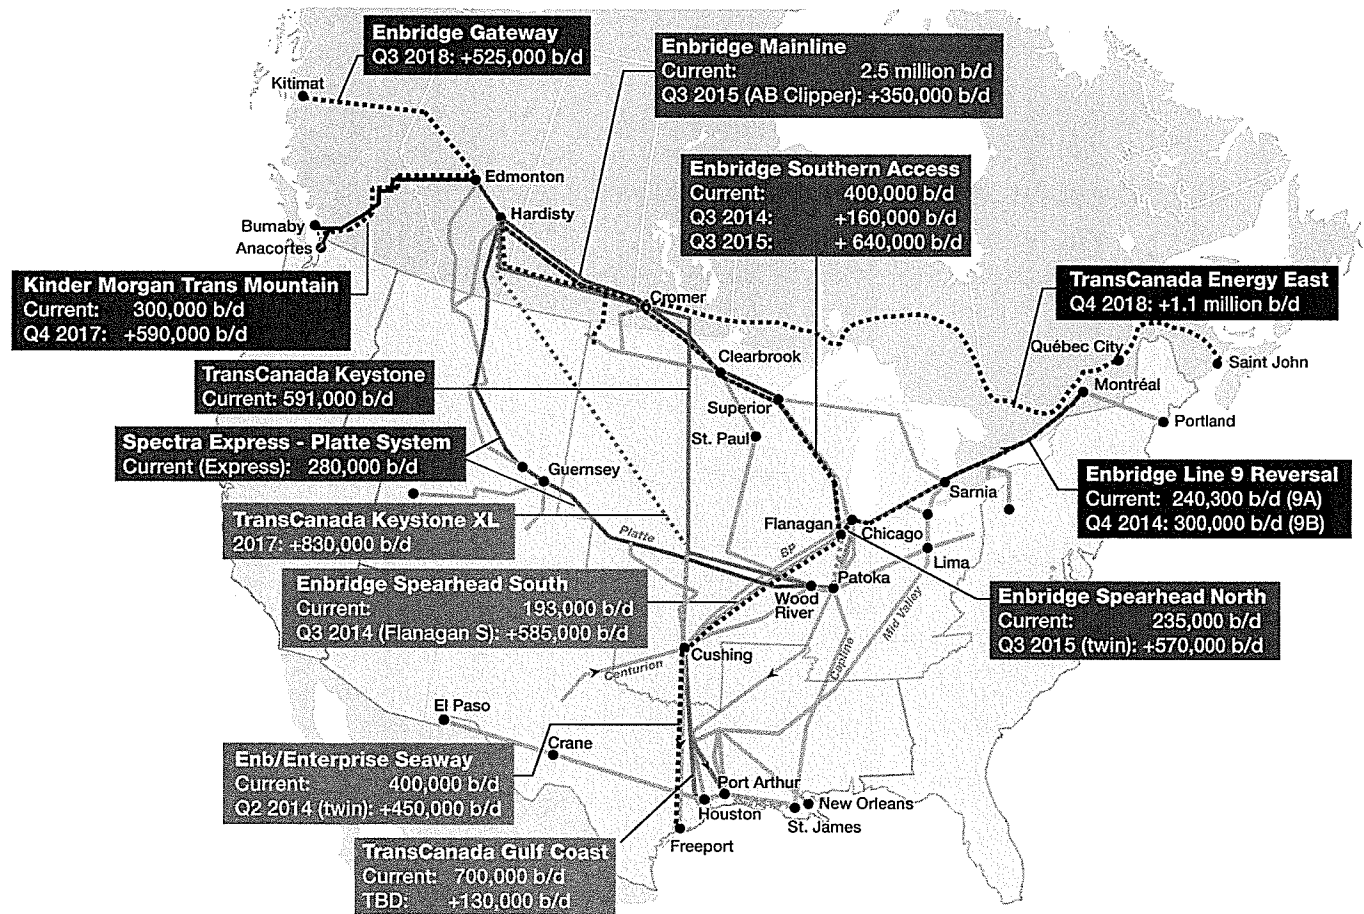 Enbridge Gateway
Q3 2018: +525,000 b/d
Enbridge Mainline
Current: 2.5 million b/d
Q3 2015 (AB Clipper): +350,000 b/d
Kitimat
Enbridge Southern Access
Current: 400,000 b/d
Q3 2014: +160,000 b/d
Q3 2015: + 640,000 b/d
Edmonton
Hardisty
Burnaby
Anacortes
Kinder Morgan Trans Mountain
Current: 300,000 b/d
Q4 2017: +590,000 b/d
Cromer
TransCanada Energy East
Q4 2018: +1.1 million b/d
Québec City
Saint John
Clearbrook
TransCanada Keystone
Current: 591,000 b/d
Montréal
Superior
Portland
St. Paul
Spectra Express - Platte System
Current (Express): 280,000 b/d
Guernsey
Sarnia
Enbridge Line 9 Reversal
Current: 240,300 b/d (9A)
Q4 2014: 300,000 b/d (9B)
TransCanada Keystone XL
2017: +830,000 b/d
Platte
Flanagan
Chicago
BP
Lima
Enbridge Spearhead South
Current: 193,000 b/d
Q3 2014 (Flanagan S): +585,000 b/d
Wood
River
Patoka
Enbridge Spearhead North
Current: 235,000 b/d
Q3 2015 (twin): +570,000 b/d
Mid Valley
Capline
Cushing
Centurion
El Paso
Crane
Enb/Enterprise Seaway
Current: 400,000 b/d
Q2 2014 (twin): +450,000 b/d
Port Arthur
Houston
New Orleans
St. James
Freeport
TransCanada Gulf Coast
Current: 700,000 b/d
TBD: +130,000 b/d